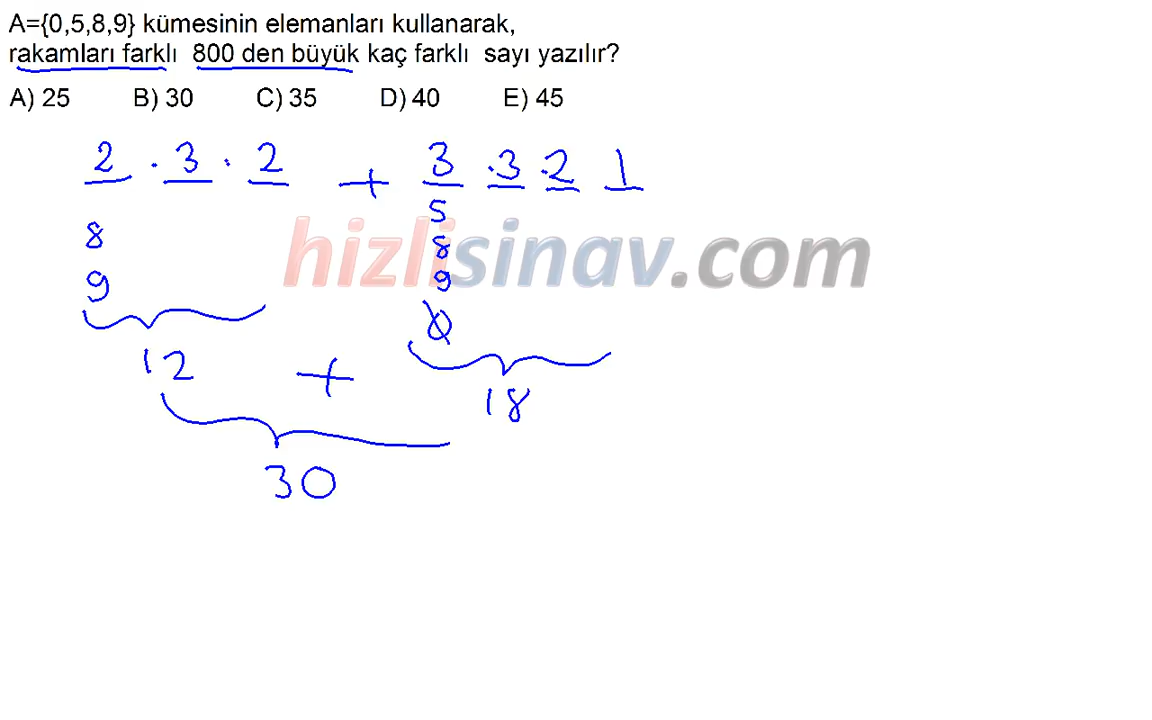 A={0,5,8,9} kümesinin elemanları kullanarak,
rakamları farklı 800 den büyük kaç farklı sayı yazılır?
A) 25 B) 30 C) 35 D) 40 E) 45
2 . 3 . 2 + 3 . 3 . 2 1
5
8 8
9 9
0
hizlisinav.com
12 + 18
30